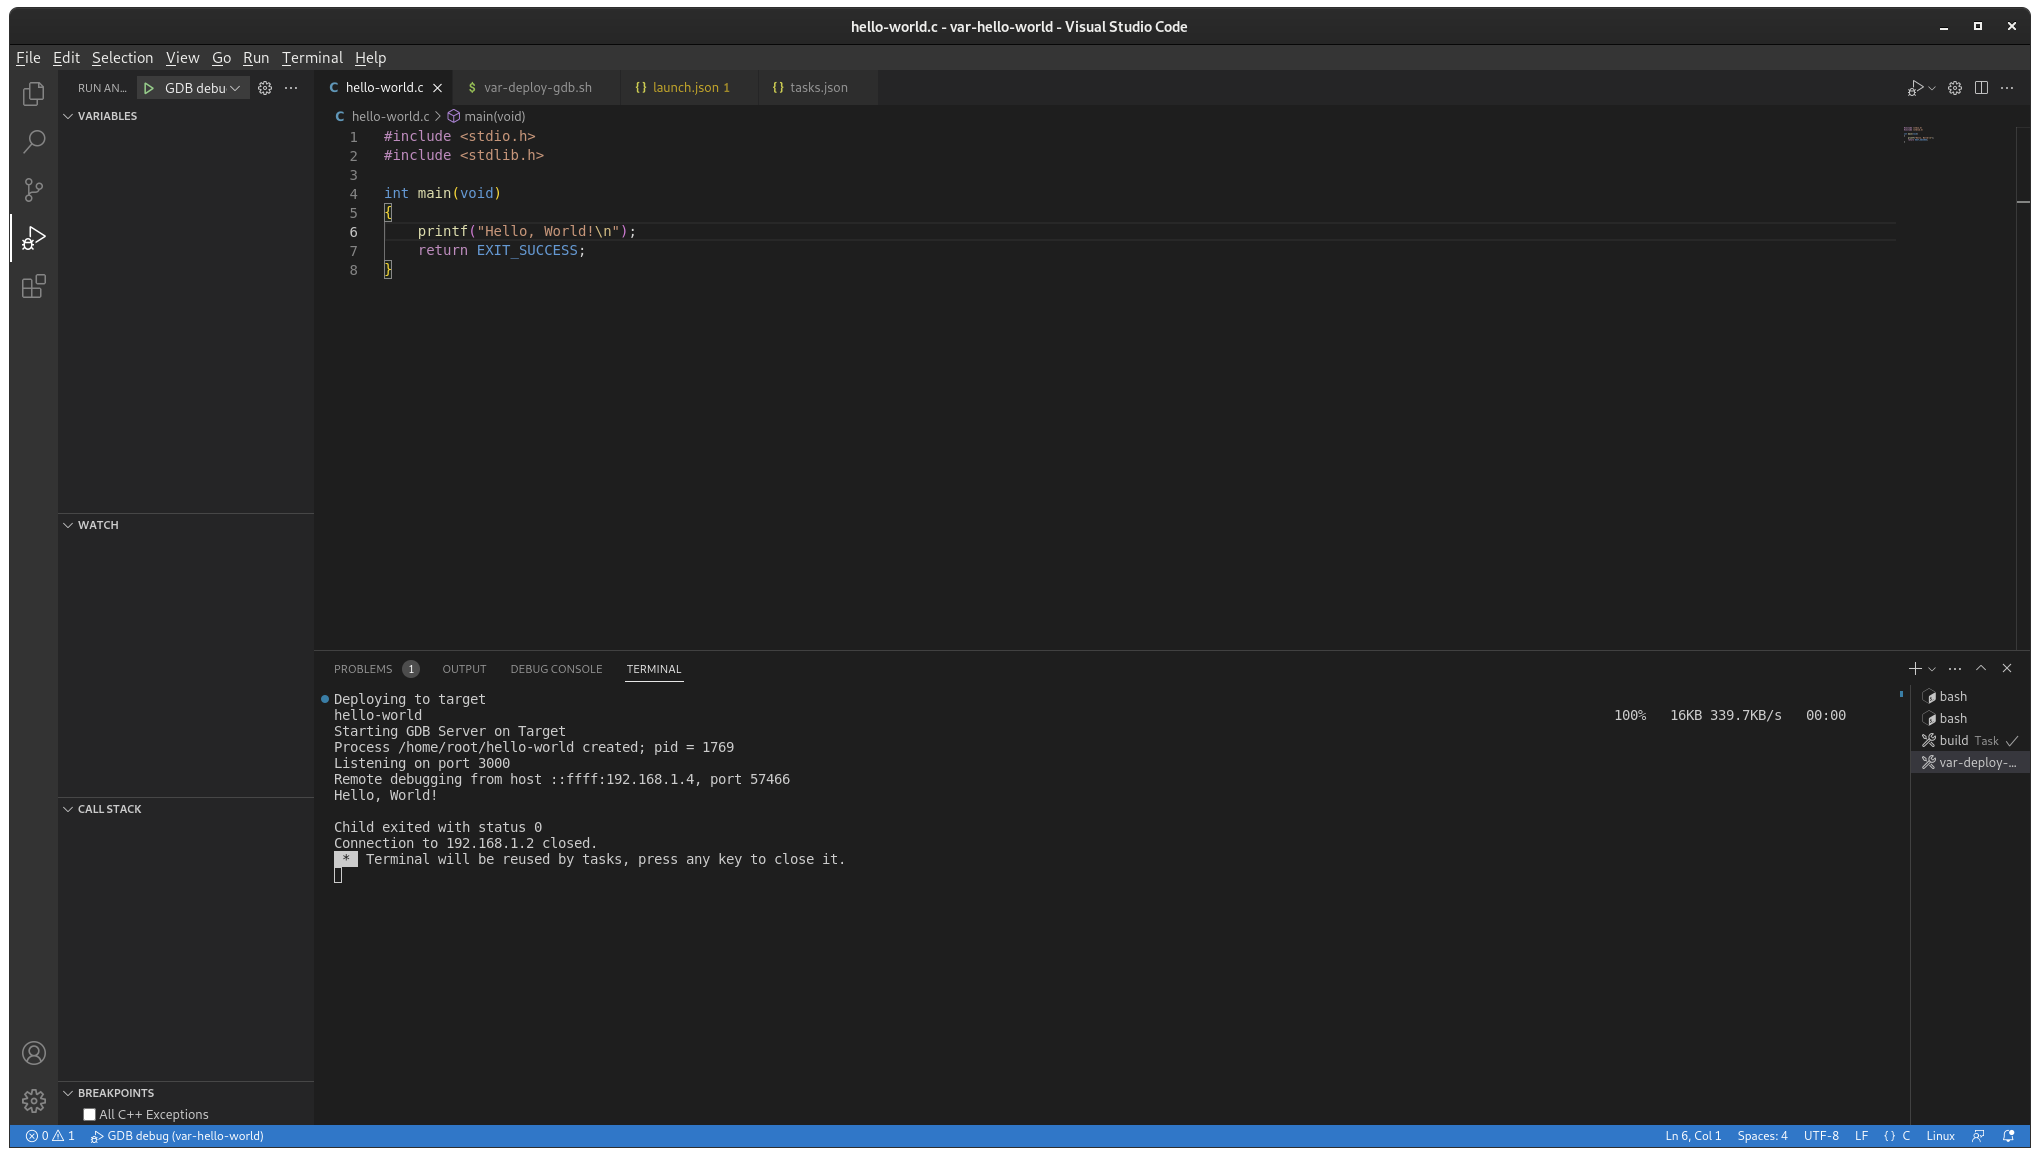 hello-world.c - var-hello-world - Visual Studio Code
File Edit Selection View Go Run Terminal Help
RUN AN... GDB debu
VARIABLES
WATCH
CALL STACK
BREAKPOINTS
All C++ Exceptions
C hello-world.c
$ var-deploy-gdb.sh
{} launch.json 1
{} tasks.json
C hello-world.c > main(void)
1 #include <stdio.h>
2 #include <stdlib.h>
3
4 int main(void)
5 {
6 printf("Hello, World!\n");
7 return EXIT_SUCCESS;
8 }
PROBLEMS 1 OUTPUT DEBUG CONSOLE TERMINAL
Deploying to target
hello-world 100% 16KB 339.7KB/s 00:00
Starting GDB Server on Target
Process /home/root/hello-world created; pid = 1769
Listening on port 3000
Remote debugging from host ::ffff:192.168.1.4, port 57466
Hello, World!
Child exited with status 0
Connection to 192.168.1.2 closed.
* Terminal will be reused by tasks, press any key to close it.
bash
bash
build Task
var-deploy-...
0 1 GDB debug (var-hello-world) Ln 6, Col 1 Spaces: 4 UTF-8 LF {} C Linux